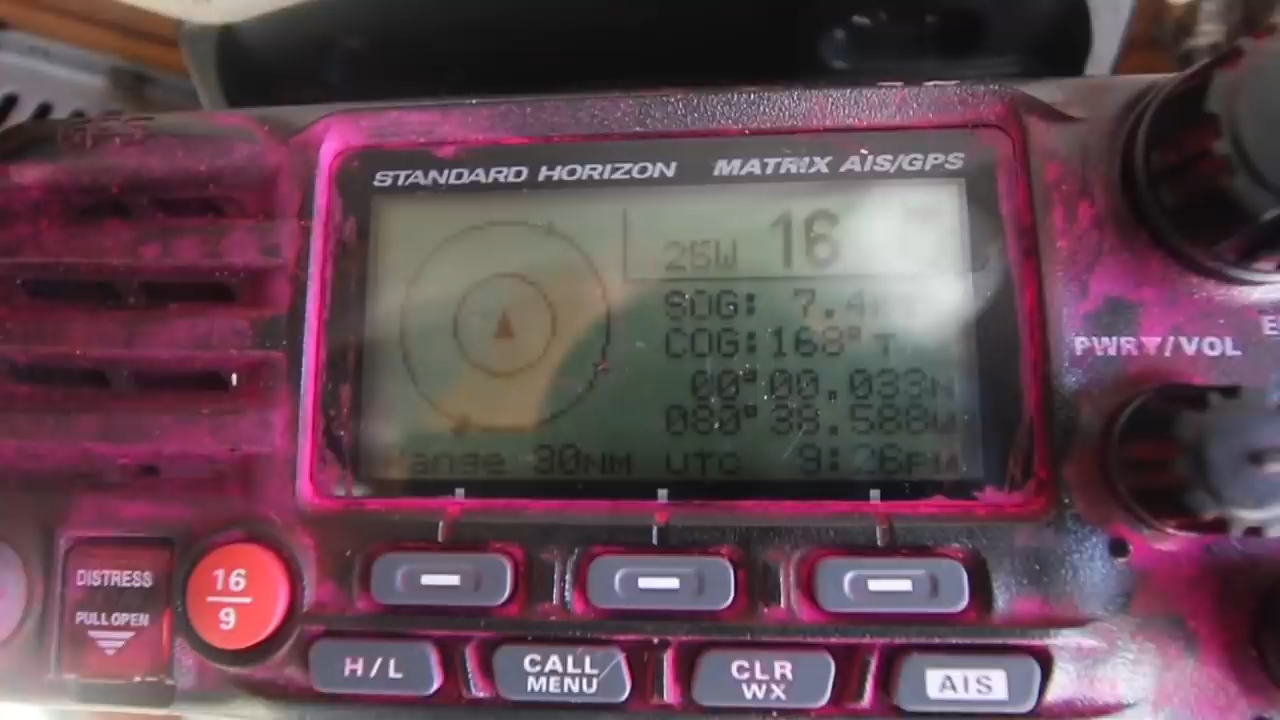 GPS
STANDARD HORIZON MATRIX AIS/GPS
25W 16
SOG: 7.4
COG:168°T
00°00.033N
080°38.588W
Range 30NM UTC 9:26PM
PWR/VOL
DISTRESS
PULL OPEN
16
9
H/L
CALL
MENU
CLR
WX
AIS